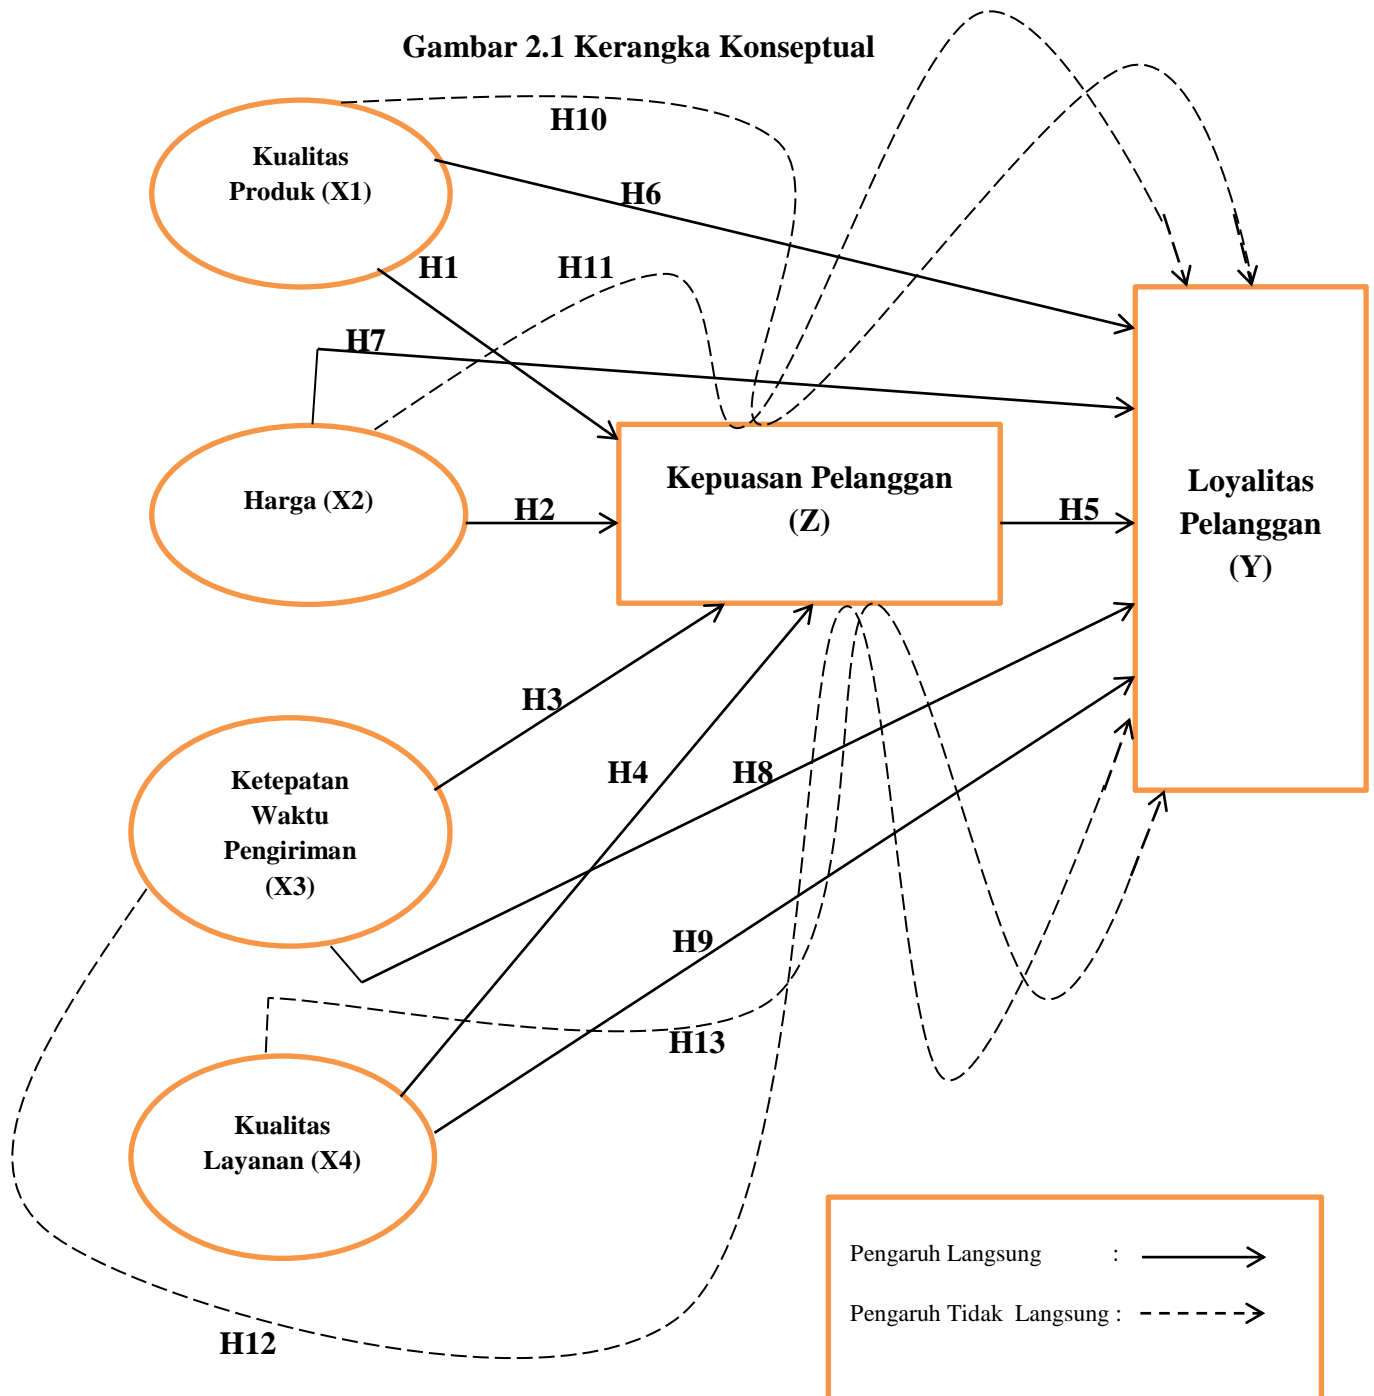 Gambar 2.1 Kerangka Konseptual
H10
Kualitas
Produk (X1)
H6
H1
H11
H7
Kepuasan Pelanggan
(Z)
Loyalitas
Pelanggan
(Y)
Harga (X2)
H2
H5
H3
H4
H8
Ketepatan
Waktu
Pengiriman
(X3)
H9
H13
Kualitas
Layanan (X4)
H12
Pengaruh Langsung :
Pengaruh Tidak Langsung :